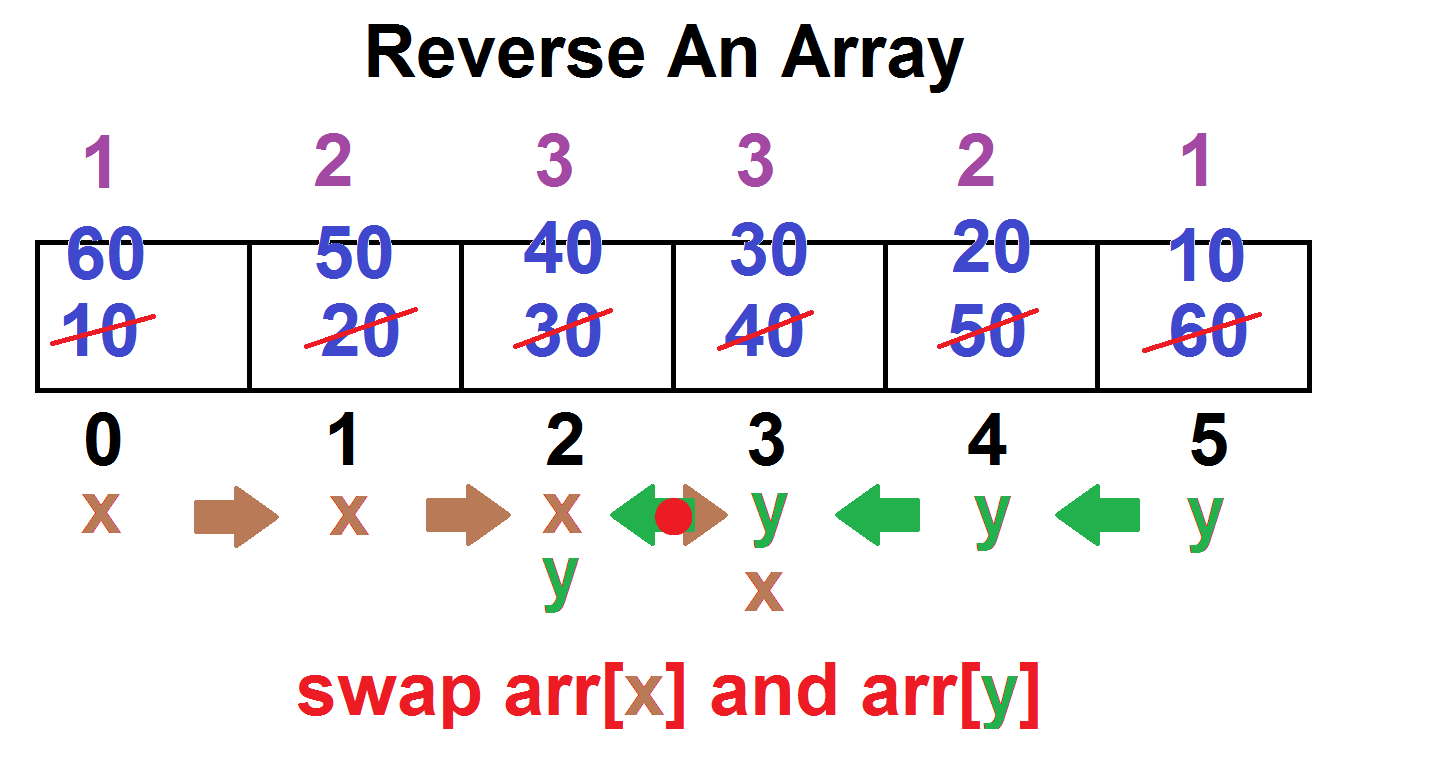 Reverse An Array
1 2 3 3 2 1
60 50 40 30 20 10
10 20 30 40 50 60
0 1 2 3 4 5
x x x y y y
y x
swap arr[x] and arr[y]